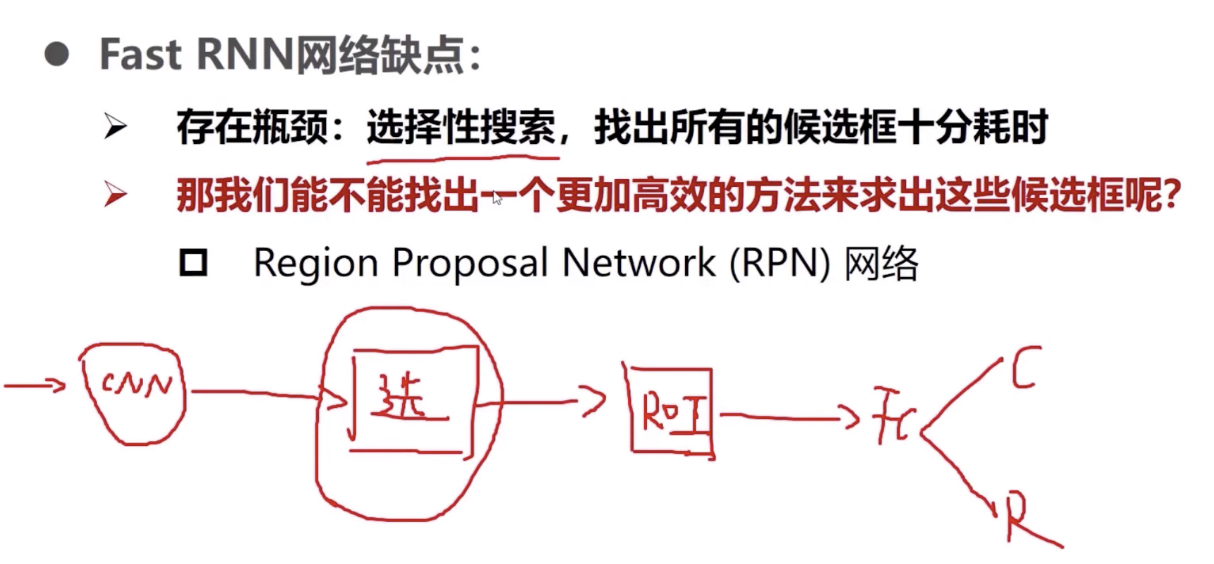 Fast RNN网络缺点：
存在瓶颈：选择性搜索，找出所有的候选框十分耗时
那我们能不能找出一个更加高效的方法来求出这些候选框呢？
Region Proposal Network (RPN) 网络
CNN 选 ROI Fc C
R